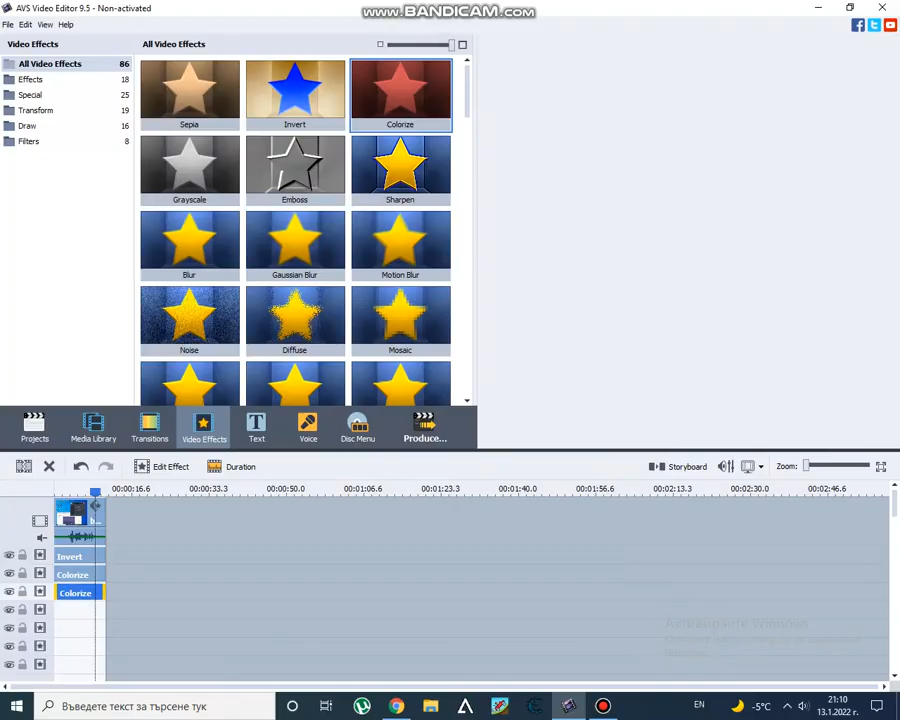 AVS Video Editor 9.5 - Non-activated
www.BANDICAM.com
File Edit View Help
Video Effects
All Video Effects
All Video Effects 86
Effects 18
Special 25
Transform 19
Draw 16
Filters 8
Sepia Invert Colorize
Grayscale Emboss Sharpen
Blur Gaussian Blur Motion Blur
Noise Diffuse Mosaic
Projects Media Library Transitions Video Effects Text Voice Disc Menu Produce...
Edit Effect Duration Storyboard Zoom:
00:00:16.6 00:00:33.3 00:00:50.0 00:01:06.6 00:01:23.3 00:01:40.0 00:01:56.6 00:02:13.3 00:02:30.0 00:02:46.6
b...
Invert
Colorize
Colorize
Активирайте Windows
Въведете текст за търсене тук
-5°C EN 21:10
13.1.2022 г.